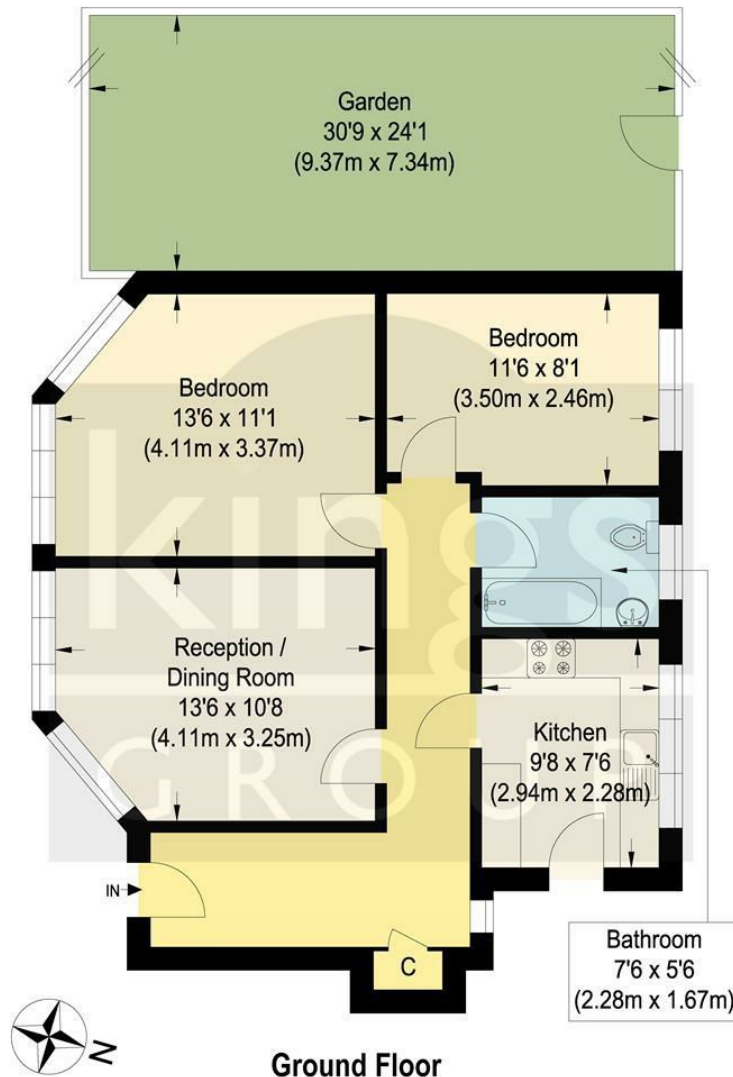 Garden
30'9 x 24'1
(9.37m x 7.34m)
Bedroom
13'6 x 11'1
(4.11m x 3.37m)
Bedroom
11'6 x 8'1
(3.50m x 2.46m)
kings
GROUP
Reception /
Dining Room
13'6 x 10'8
(4.11m x 3.25m)
Kitchen
9'8 x 7'6
(2.94m x 2.28m)
IN
C
Bathroom
7'6 x 5'6
(2.28m x 1.67m)
N
Ground Floor